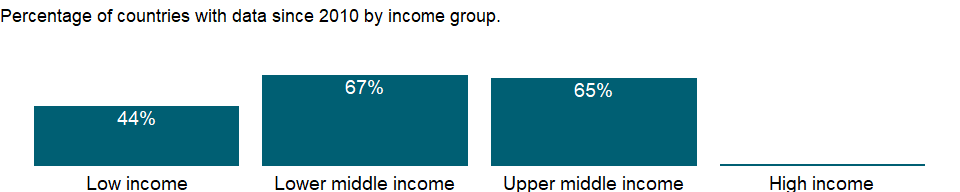 Percentage of countries with data since 2010 by income group.
44%
67%
65%
Low income
Lower middle income
Upper middle income
High income